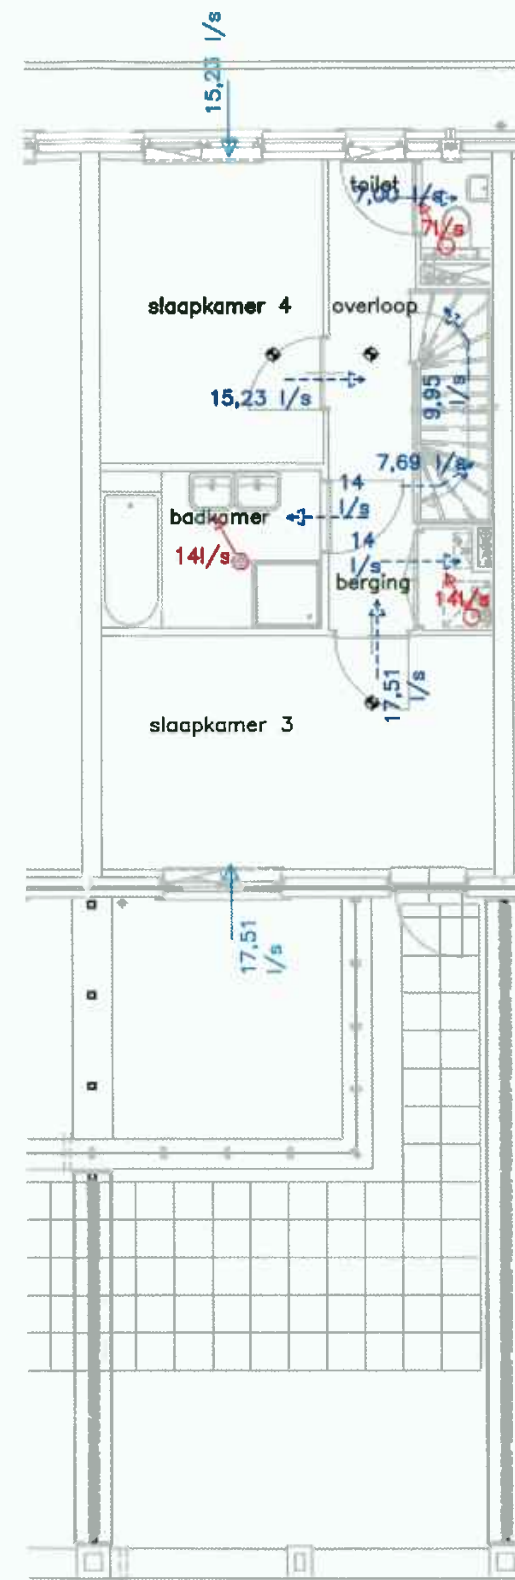 15,23 l/s
toilet
7,00 l/s
7l/s
slaapkamer 4
overloop
15,23 l/s
9,95
l/s
7,69 l/s
14
l/s
badkamer
14l/s
14
l/s
berging
14l/s
17,51
l/s
slaapkamer 3
17,51
l/s